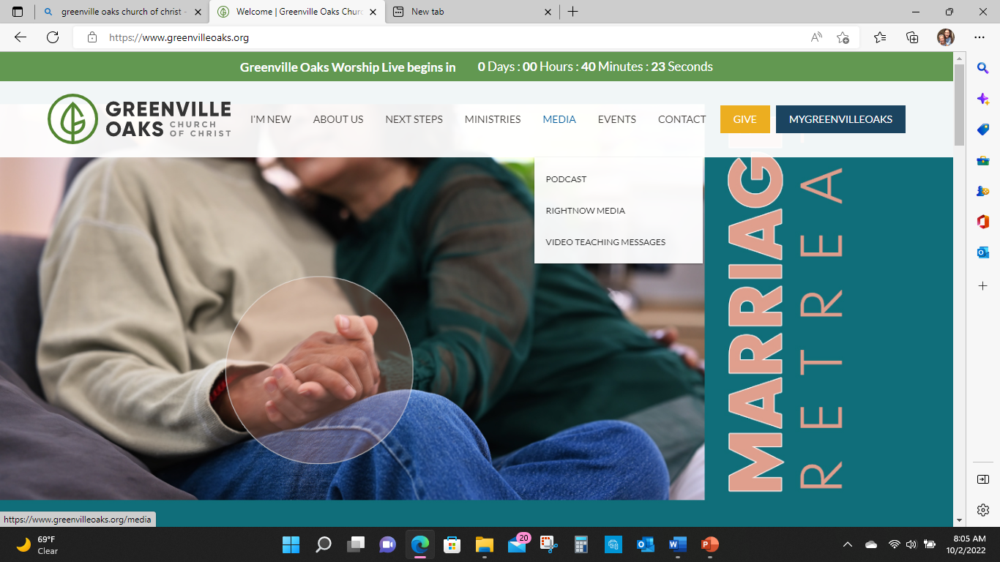 greenville oaks church of christ -
Welcome | Greenville Oaks Churc
New tab
https://www.greenvilleoaks.org
Greenville Oaks Worship Live begins in 0 Days : 00 Hours : 40 Minutes : 23 Seconds
GREENVILLE
OAKS CHURCH
OF CHRIST
I'M NEW ABOUT US NEXT STEPS MINISTRIES MEDIA EVENTS CONTACT GIVE MYGREENVILLEOAKS
PODCAST
RIGHTNOW MEDIA
VIDEO TEACHING MESSAGES
MARRIAG
RETREA
https://www.greenvilleoaks.org/media
69°F
Clear
20
8:05 AM
10/2/2022